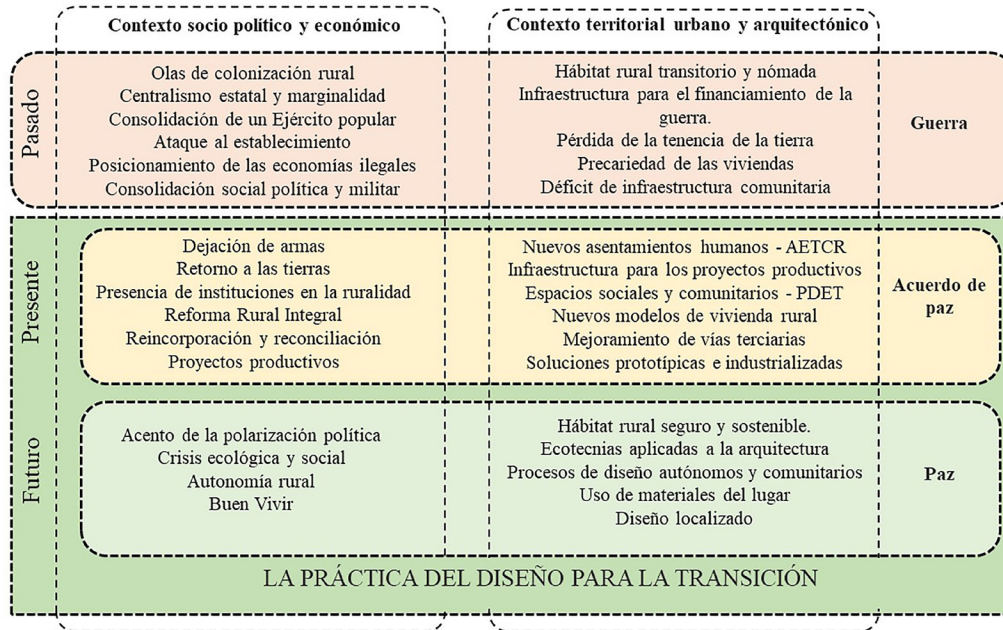 Contexto socio político y económico
Contexto territorial urbano y arquitectónico
Pasado
Olas de colonización rural
Centralismo estatal y marginalidad
Consolidación de un Ejército popular
Ataque al establecimiento
Posicionamiento de las economías ilegales
Consolidación social política y militar
Hábitat rural transitorio y nómada
Infraestructura para el financiamiento de la
guerra.
Pérdida de la tenencia de la tierra
Precariedad de las viviendas
Déficit de infraestructura comunitaria
Guerra
Presente
Dejación de armas
Retorno a las tierras
Presencia de instituciones en la ruralidad
Reforma Rural Integral
Reincorporación y reconciliación
Proyectos productivos
Nuevos asentamientos humanos - AETCR
Infraestructura para los proyectos productivos
Espacios sociales y comunitarios - PDET
Nuevos modelos de vivienda rural
Mejoramiento de vías terciarias
Soluciones prototípicas e industrializadas
Acuerdo de
paz
Futuro
Acento de la polarización política
Crisis ecológica y social
Autonomía rural
Buen Vivir
Hábitat rural seguro y sostenible.
Ecotecnías aplicadas a la arquitectura
Procesos de diseño autónomos y comunitarios
Uso de materiales del lugar
Diseño localizado
Paz
LA PRÁCTICA DEL DISEÑO PARA LA TRANSICIÓN